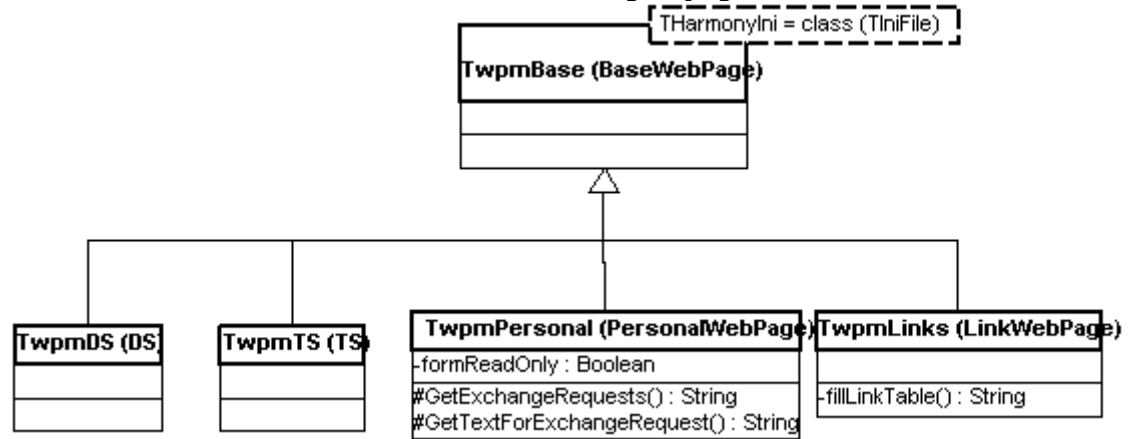 THarmonyIni = class (TIniFile)
TwpmBase (BaseWebPage)
TwpmDS (DS)
TwpmTS (TS)
TwpmPersonal (PersonalWebPage)
-formReadOnly : Boolean
#GetExchangeRequests() : String
#GetTextForExchangeRequest() : String
TwpmLinks (LinkWebPage)
-fillLinkTable() : String